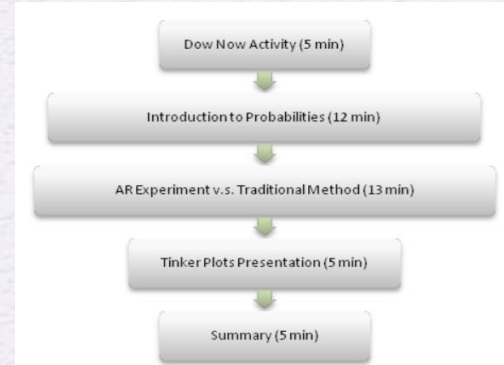 Dow Now Activity (5 min)
Introduction to Probabilities (12 min)
AR Experiment v.s. Traditional Method (13 min)
Tinker Plots Presentation (5 min)
Summary (5 min)